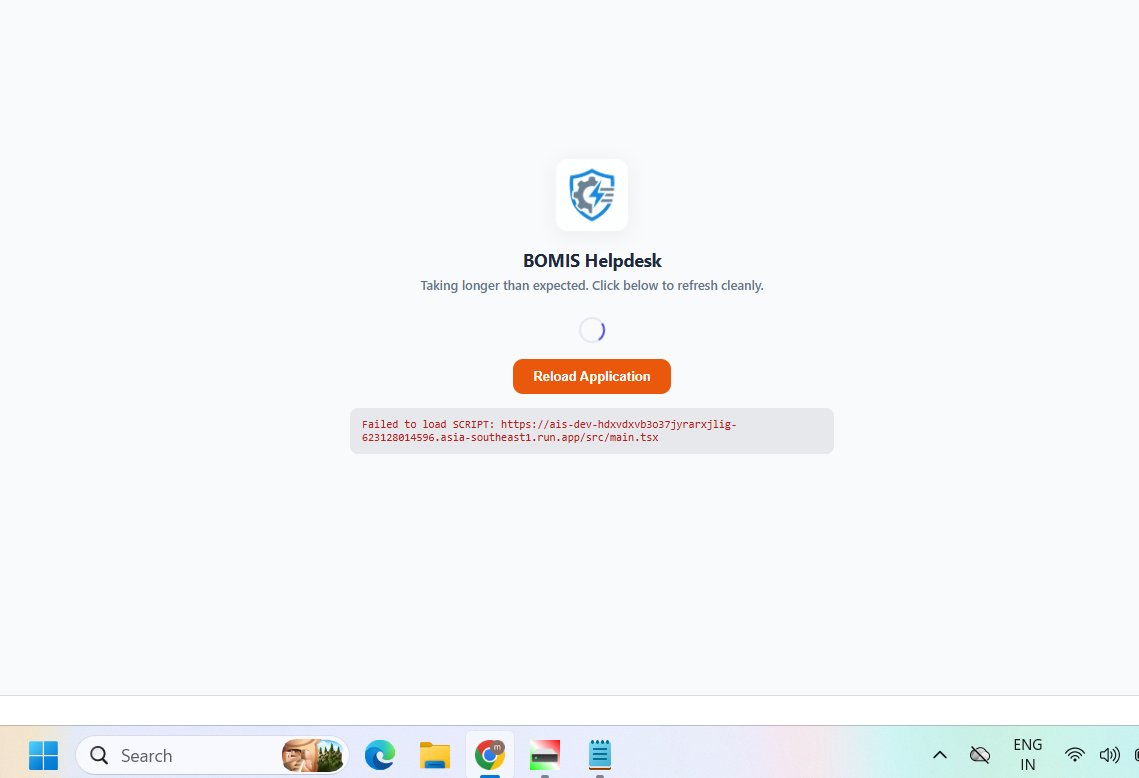 BOMIS Helpdesk
Taking longer than expected. Click below to refresh cleanly.
Reload Application
Failed to load SCRIPT: https://ais-dev-hdxvdxvb3o37jyrarxjlig-
623128014596.asia-southeast1.run.app/src/main.tsx
Search
m
ENG
IN